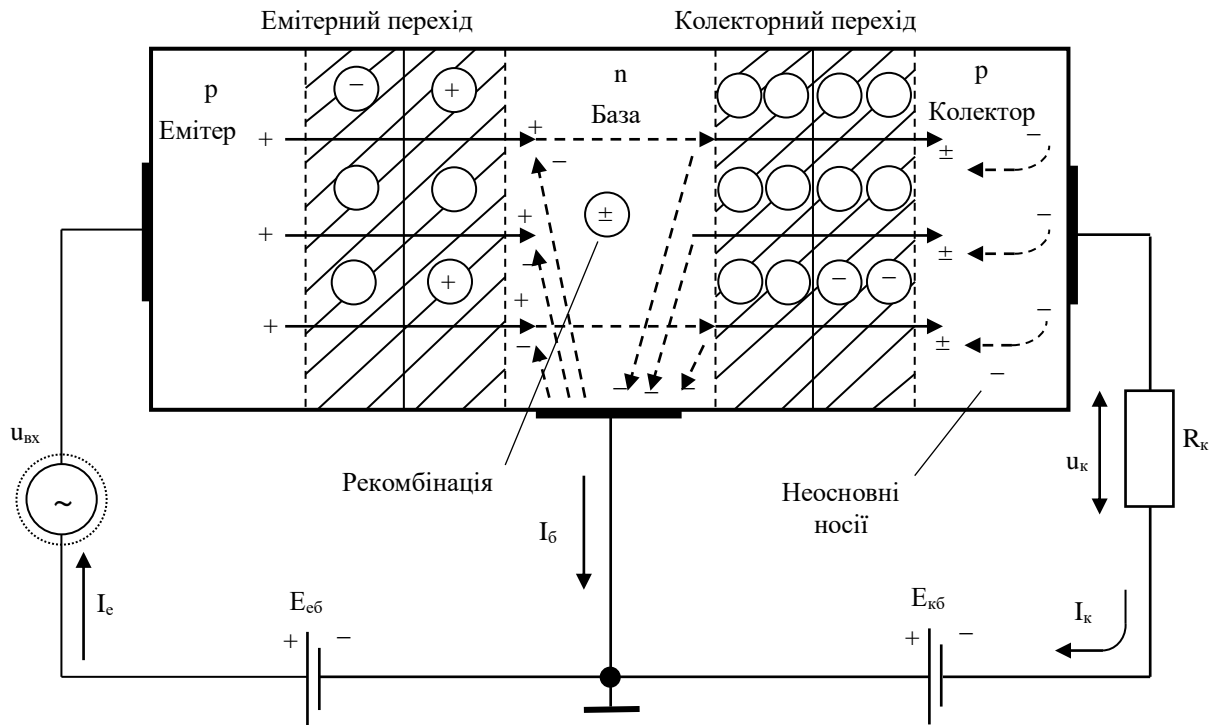 Емітерний перехід
Колекторний перехід
p
Емітер
n
База
p
Колектор
− +
+ + + ± −
−
±
+ + ± −
−
+
− −
+ + ± −
−
− − − −
uвх
~
Рекомбінація
Неосновні
носії
uк
Rк
Iб
Iе
Eеб
+ −
Eкб
+ −
Iк